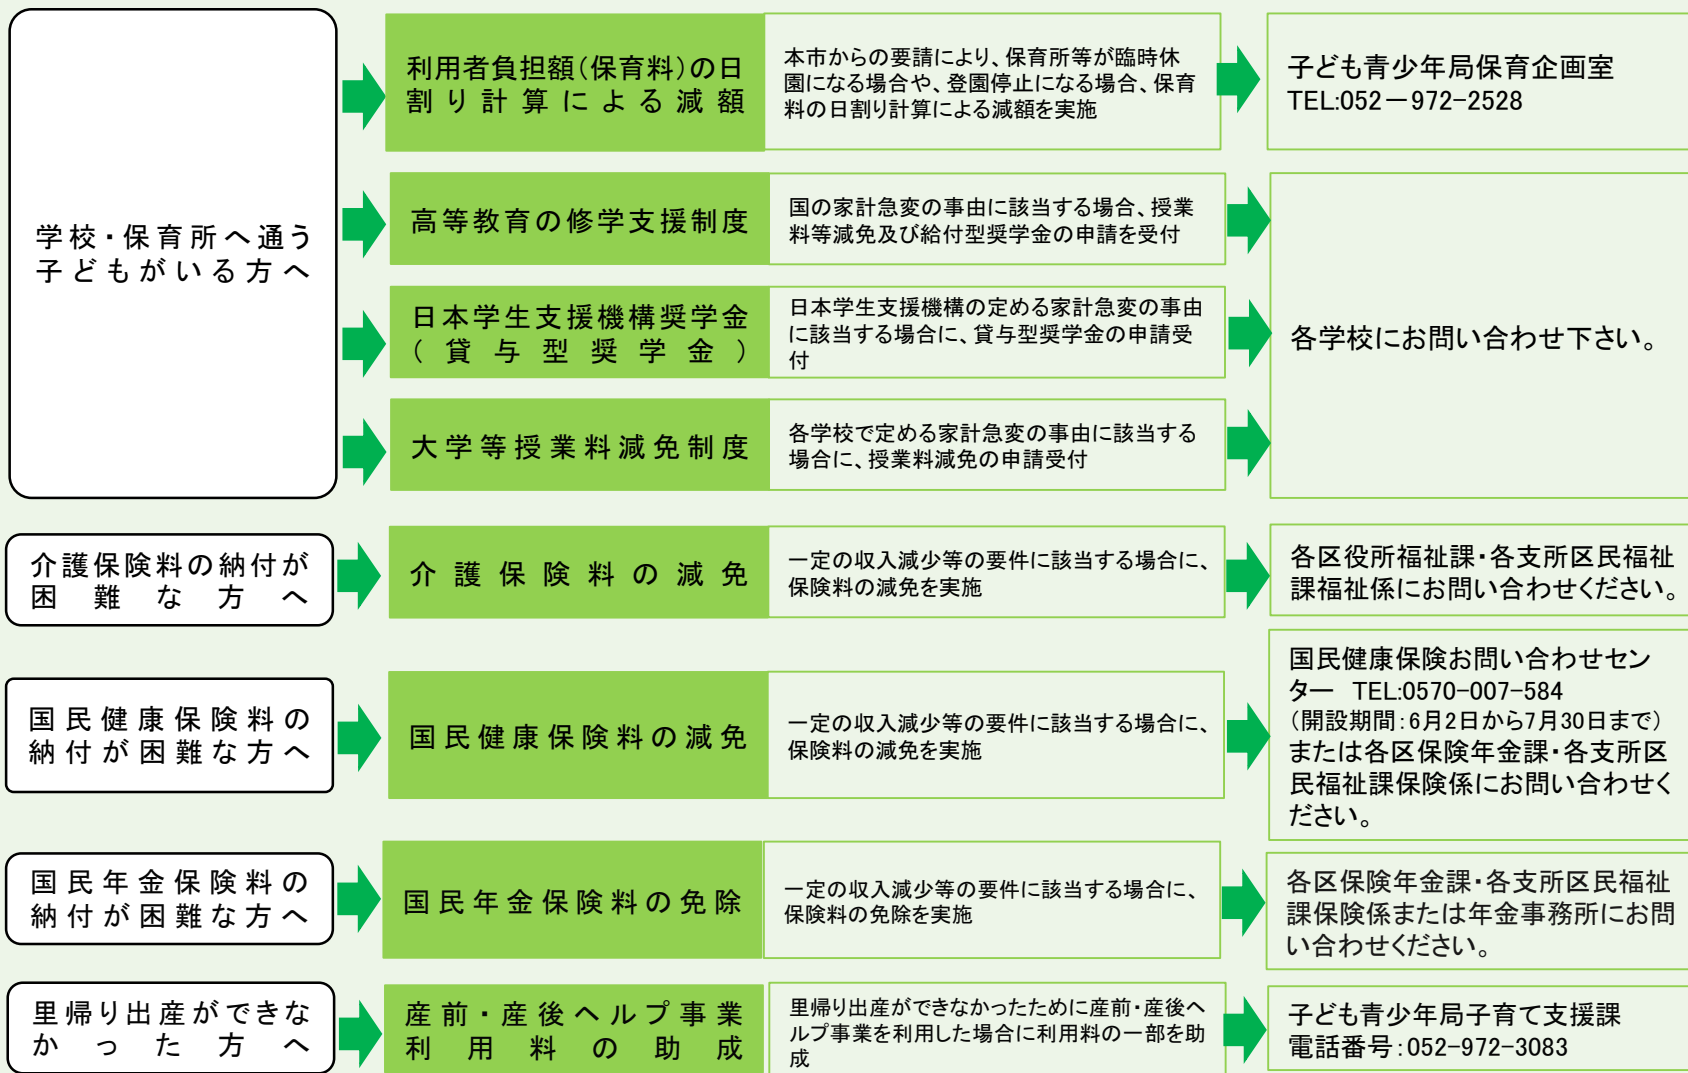 学校・保育所へ通う
子どもがいる方へ
利用者負担額(保育料)の日
割り計算による減額
本市からの要請により、保育所等が臨時休
園になる場合や、登園停止になる場合、保育
料の日割り計算による減額を実施
子ども青少年局保育企画室
TEL:052－972-2528
高等教育の修学支援制度
国の家計急変の事由に該当する場合、授業
料等減免及び給付型奨学金の申請を受付
日本学生支援機構奨学金
(貸与型奨学金)
日本学生支援機構の定める家計急変の事由
に該当する場合に、貸与型奨学金の申請受
付
各学校にお問い合わせ下さい。
大学等授業料減免制度
各学校で定める家計急変の事由に該当する
場合に、授業料減免の申請受付
介護保険料の納付が
困難な方へ
介護保険料の減免
一定の収入減少等の要件に該当する場合に、
保険料の減免を実施
各区役所福祉課・各支所区民福祉
課福祉係にお問い合わせください。
国民健康保険料の
納付が困難な方へ
国民健康保険料の減免
一定の収入減少等の要件に該当する場合に、
保険料の減免を実施
国民健康保険お問い合わせセン
ター　TEL:0570-007-584
(開設期間:6月2日から7月30日まで)
または各区保険年金課・各支所区
民福祉課保険係にお問い合わせく
ださい。
国民年金保険料の
納付が困難な方へ
国民年金保険料の免除
一定の収入減少等の要件に該当する場合に、
保険料の免除を実施
各区保険年金課・各支所区民福祉
課保険係または年金事務所にお問
い合わせください。
里帰り出産ができな
かった方へ
産前・産後ヘルプ事業
利用料の助成
里帰り出産ができなかったために産前・産後ヘ
ルプ事業を利用した場合に利用料の一部を助
成
子ども青少年局子育て支援課
電話番号:052-972-3083